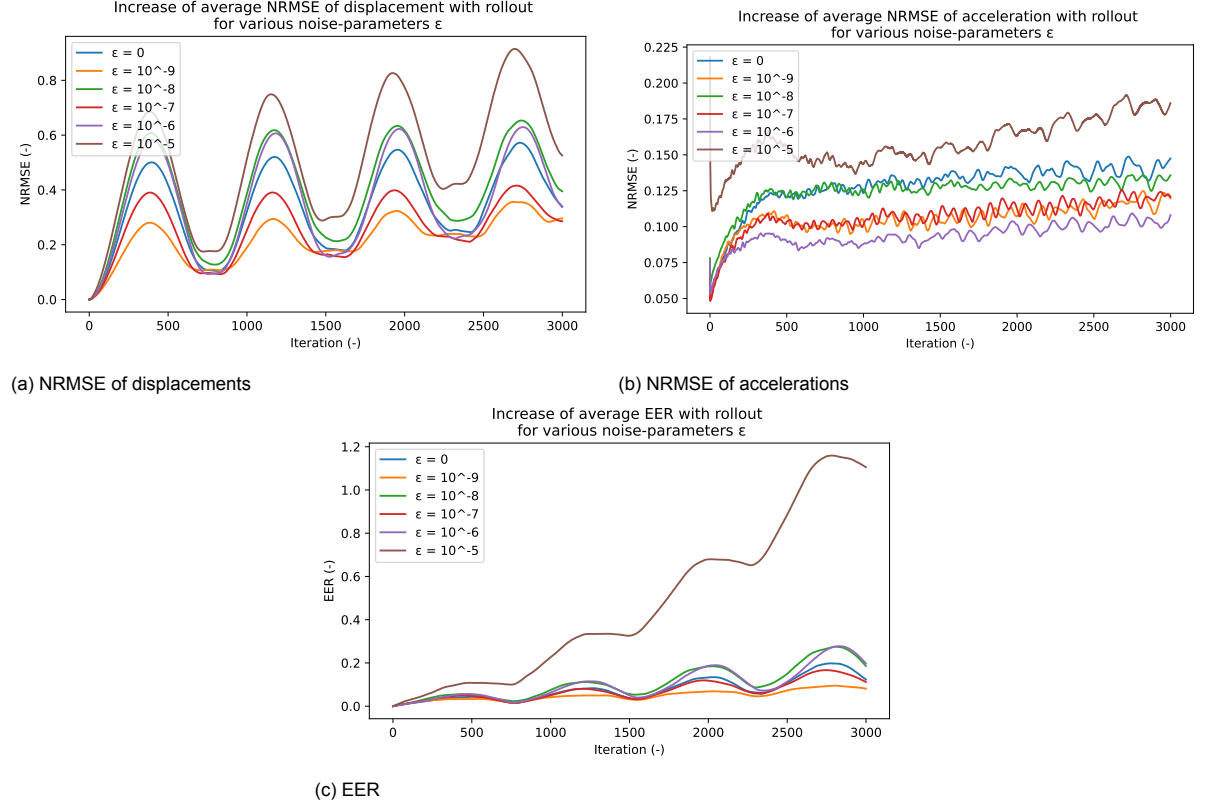 Increase of average NRMSE of displacement with rollout
for various noise-parameters ε
NRMSE (-)
0.8
0.6
0.4
0.2
0.0
ε = 0
ε = 10^-9
ε = 10^-8
ε = 10^-7
ε = 10^-6
ε = 10^-5
0 500 1000 1500 2000 2500 3000
Iteration (-)
(a) NRMSE of displacements
Increase of average NRMSE of acceleration with rollout
for various noise-parameters ε
NRMSE (-)
0.225
0.200
0.175
0.150
0.125
0.100
0.075
0.050
ε = 0
ε = 10^-9
ε = 10^-8
ε = 10^-7
ε = 10^-6
ε = 10^-5
0 500 1000 1500 2000 2500 3000
Iteration (-)
(b) NRMSE of accelerations
Increase of average EER with rollout
for various noise-parameters ε
EER (-)
1.2
1.0
0.8
0.6
0.4
0.2
0.0
ε = 0
ε = 10^-9
ε = 10^-8
ε = 10^-7
ε = 10^-6
ε = 10^-5
0 500 1000 1500 2000 2500 3000
Iteration (-)
(c) EER